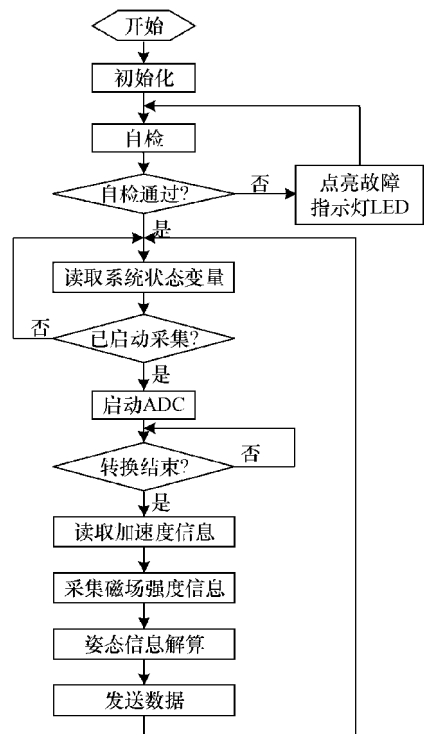 开始
初始化
自检
自检通过?
否
点亮故障
指示灯LED
是
读取系统状态变量
否
已启动采集?
是
启动ADC
否
转换结束?
是
读取加速度信息
采集磁场强度信息
姿态信息解算
发送数据